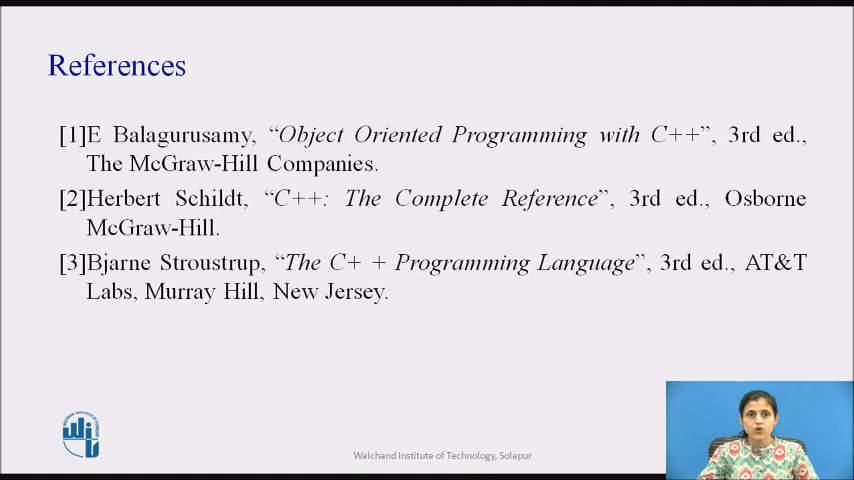 References
[1]E Balagurusamy, “Object Oriented Programming with C++”, 3rd ed.,
The McGraw-Hill Companies.
[2]Herbert Schildt, “C++: The Complete Reference”, 3rd ed., Osborne
McGraw-Hill.
[3]Bjarne Stroustrup, “The C+ + Programming Language”, 3rd ed., AT&T
Labs, Murray Hill, New Jersey.
Walchand Institute of Technology, Solapur